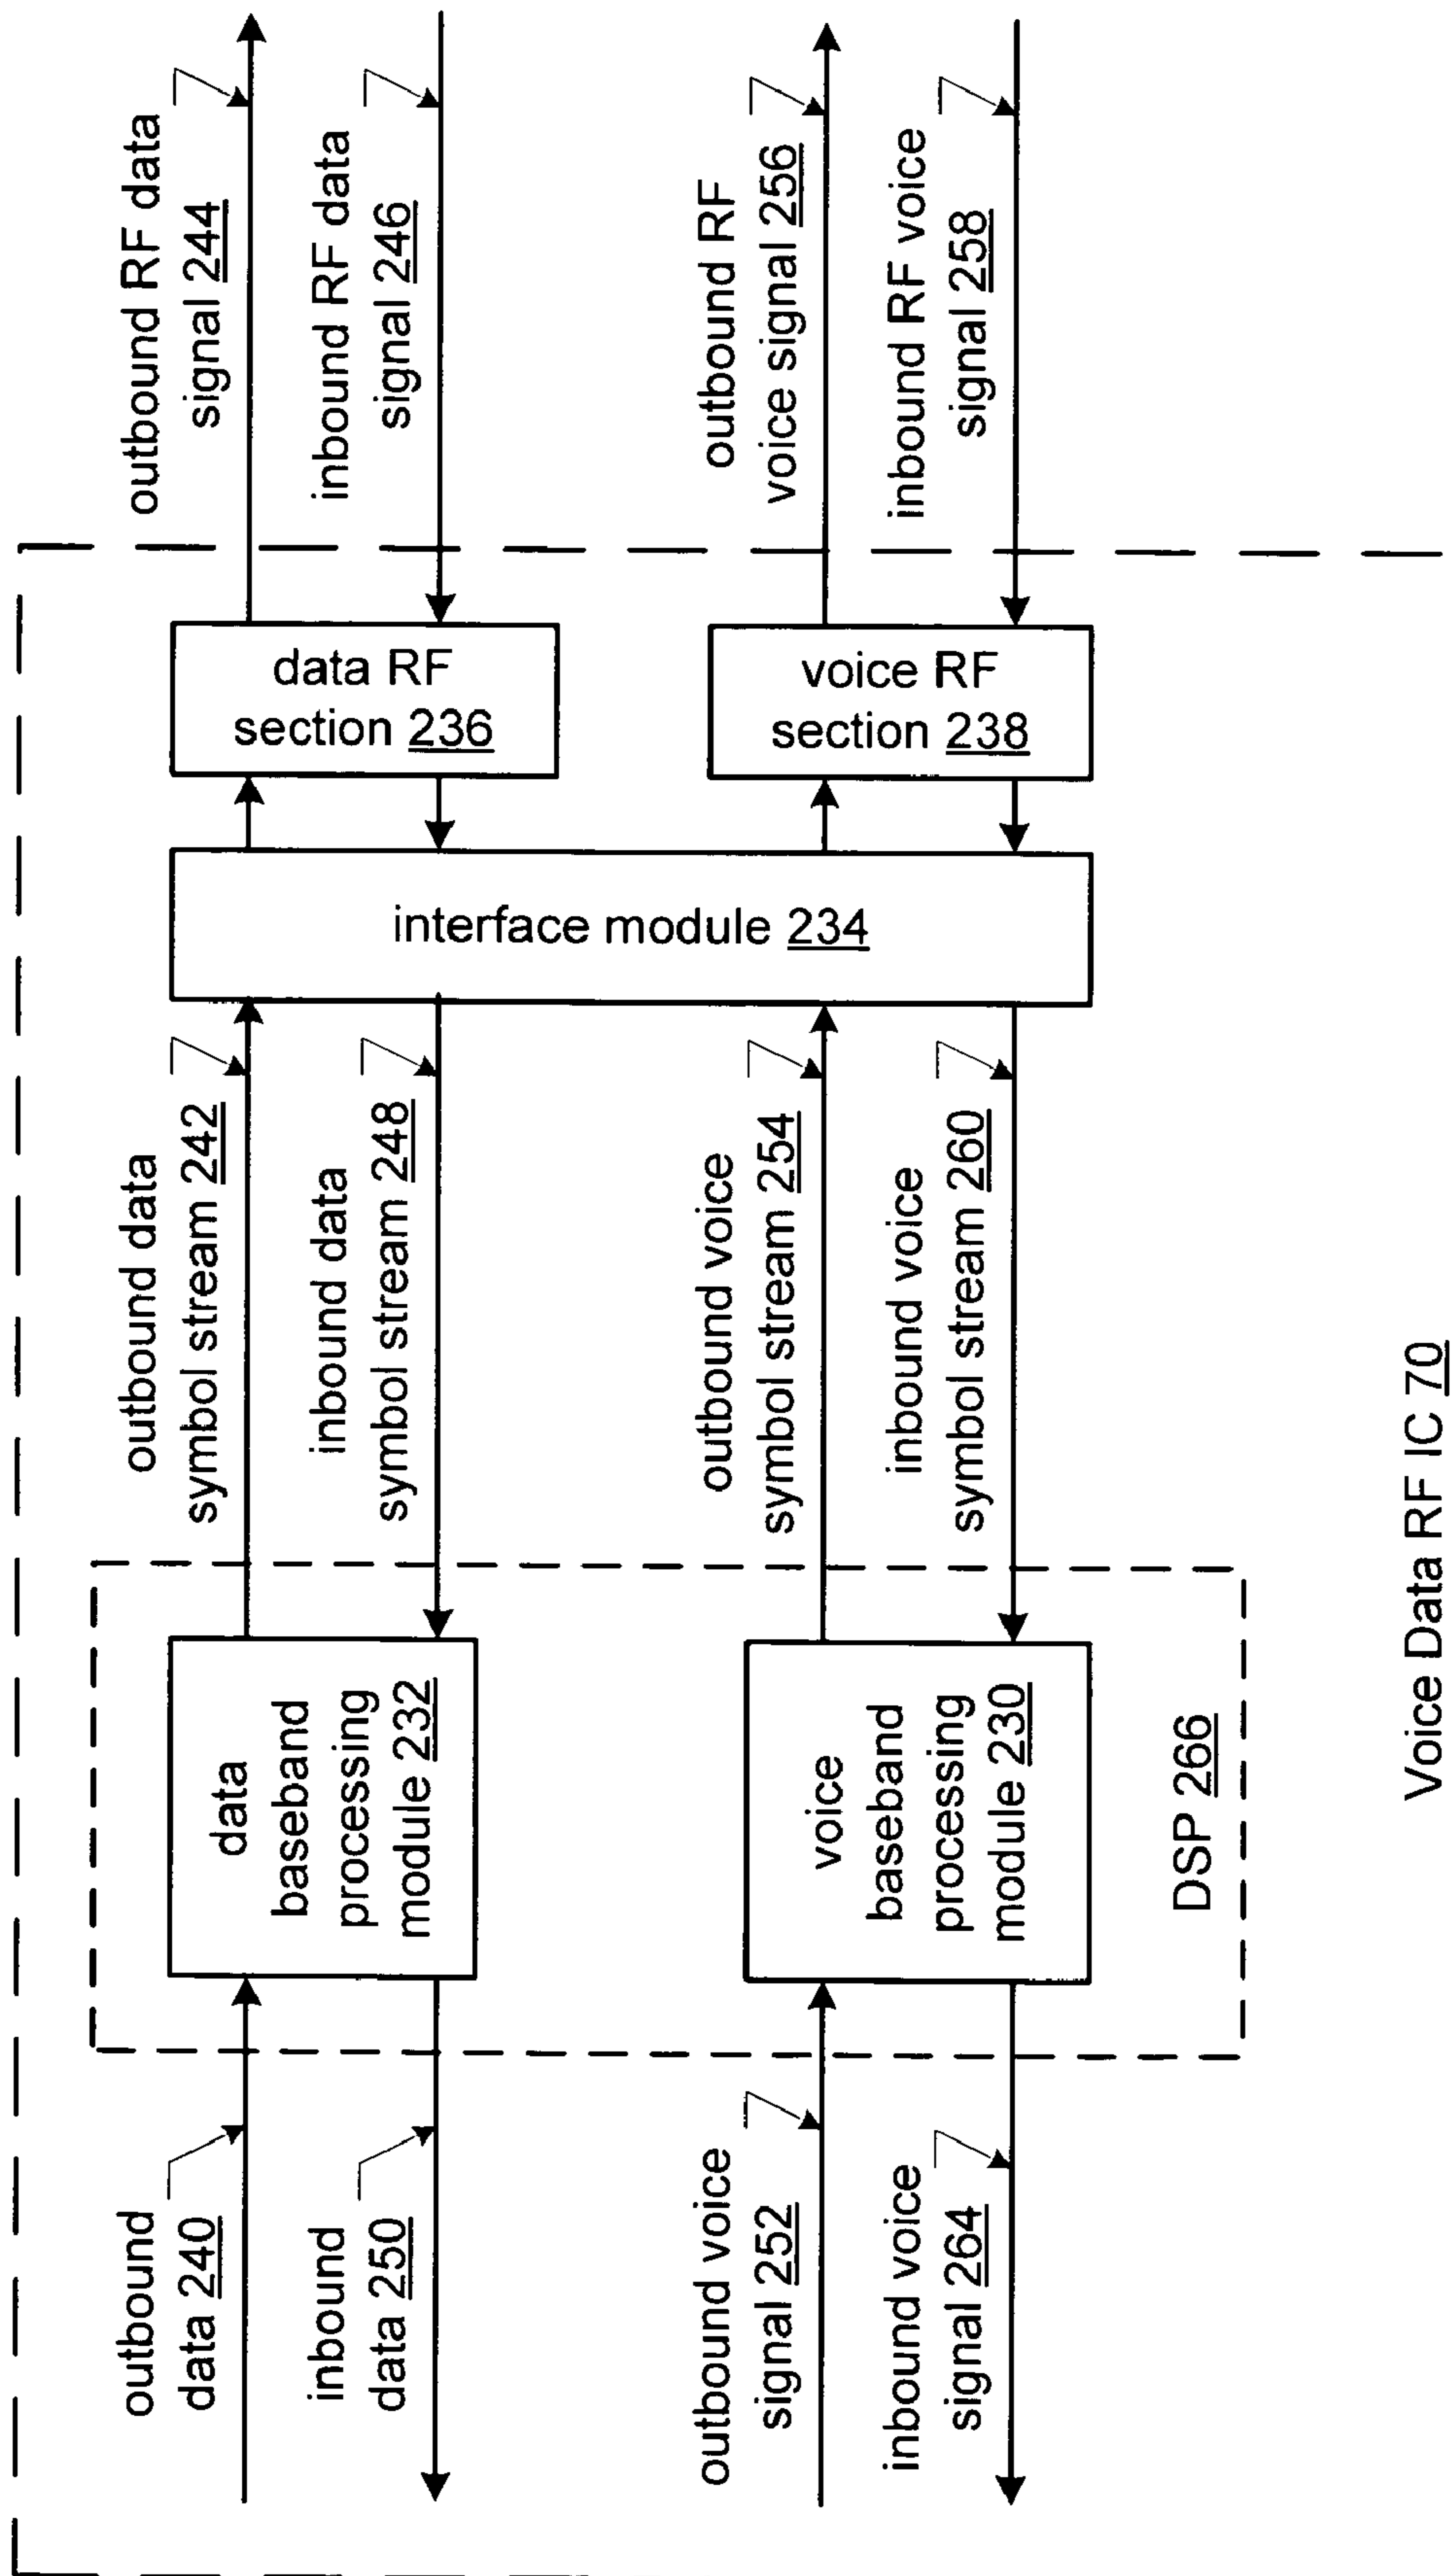 outbound RF data
signal 244
inbound RF data
signal 246
outbound RF
voice signal 256
inbound RF voice
signal 258
data RF
section 236
voice RF
section 238
interface module 234
outbound data
symbol stream 242
inbound data
symbol stream 248
outbound voice
symbol stream 254
inbound voice
symbol stream 260
data
baseband
processing
module 232
voice
baseband
processing
module 230
DSP 266
outbound
data 240
inbound
data 250
outbound voice
signal 252
inbound voice
signal 264
Voice Data RF IC 70